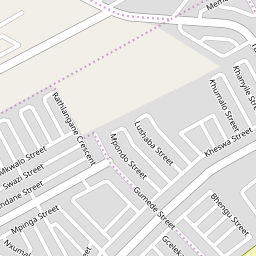 Khanyile
Khumalo Street
Rathlangane Crescent
Lushaba Street
Mpondo Street
Kheswa Street
Mkwalo Street
Swazi Street
Gumede Street
Bhengu Street
Mpinga Street